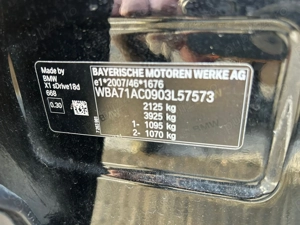 Made by
BMW
X1 sDrive18d
668
0.30
BAYERISCHE MOTOREN WERKE AG
e1*2007/46*1676
WBA71AC0903L57573
2125 kg
3925 kg
1- 1095 kg
2- 1070 kg